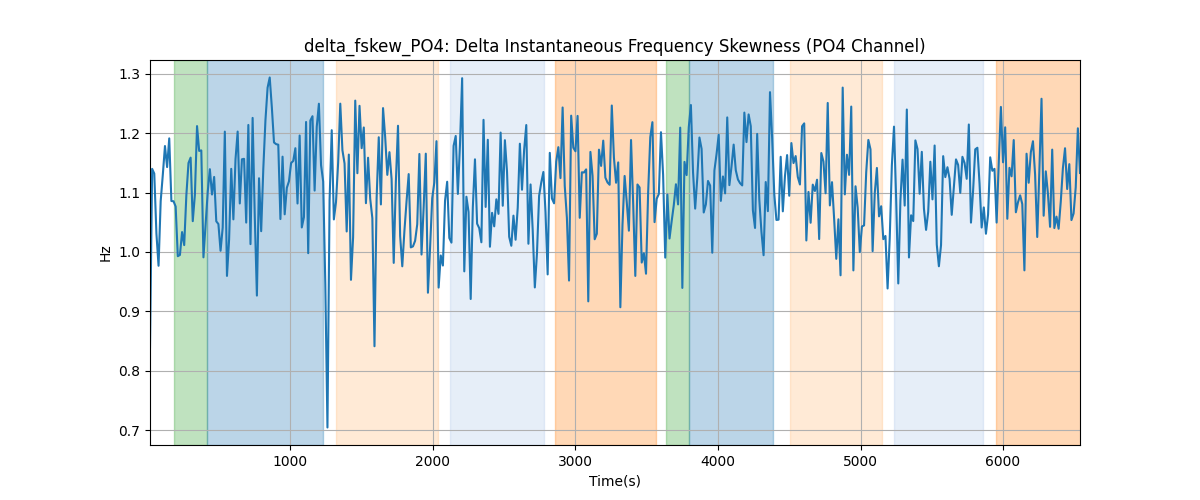 delta_fskew_PO4: Delta Instantaneous Frequency Skewness (PO4 Channel)
1.3
1.2
1.1
1.0
0.9
0.8
0.7
Hz
1000 2000 3000 4000 5000 6000
Time(s)